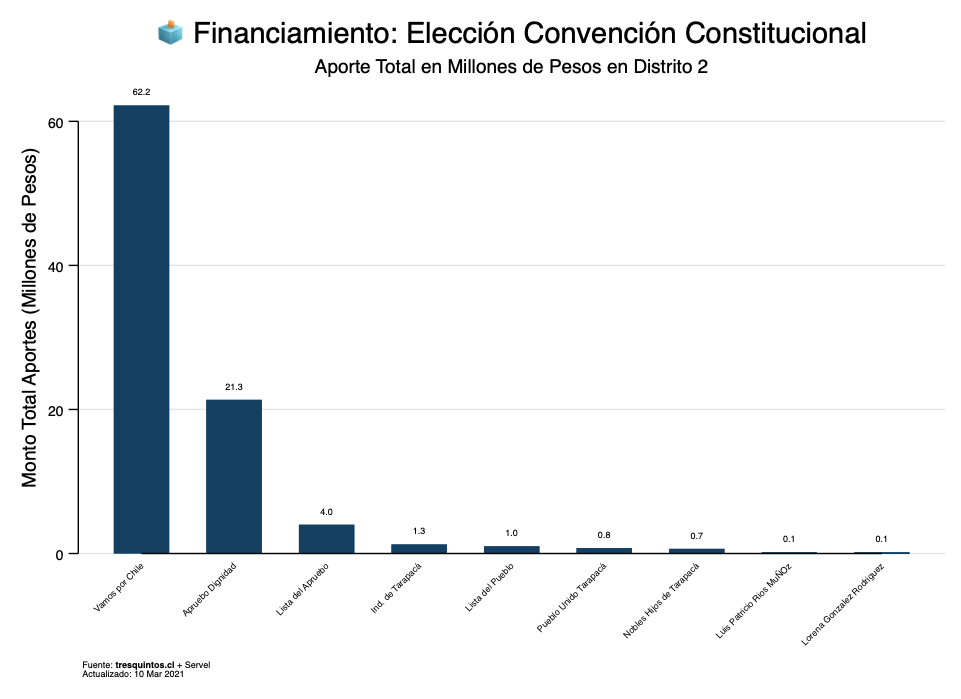 Financiamiento: Elección Convención Constitucional
Aporte Total en Millones de Pesos en Distrito 2
Monto Total Aportes (Millones de Pesos)
60
40
20
0
62.2
21.3
4.0
1.3
1.0
0.8
0.7
0.1
0.1
Vamos por Chile
Apruebo Dignidad
Lista del Apruebo
Ind. de Tarapacá
Lista del Pueblo
Pueblo Unido Tarapacá
Nobles Hijos de Tarapacá
Luis Patricio Rios MuÑOz
Lorena Gonzalez Rodriguez
Fuente: tresquintos.cl + Servel
Actualizado: 10 Mar 2021